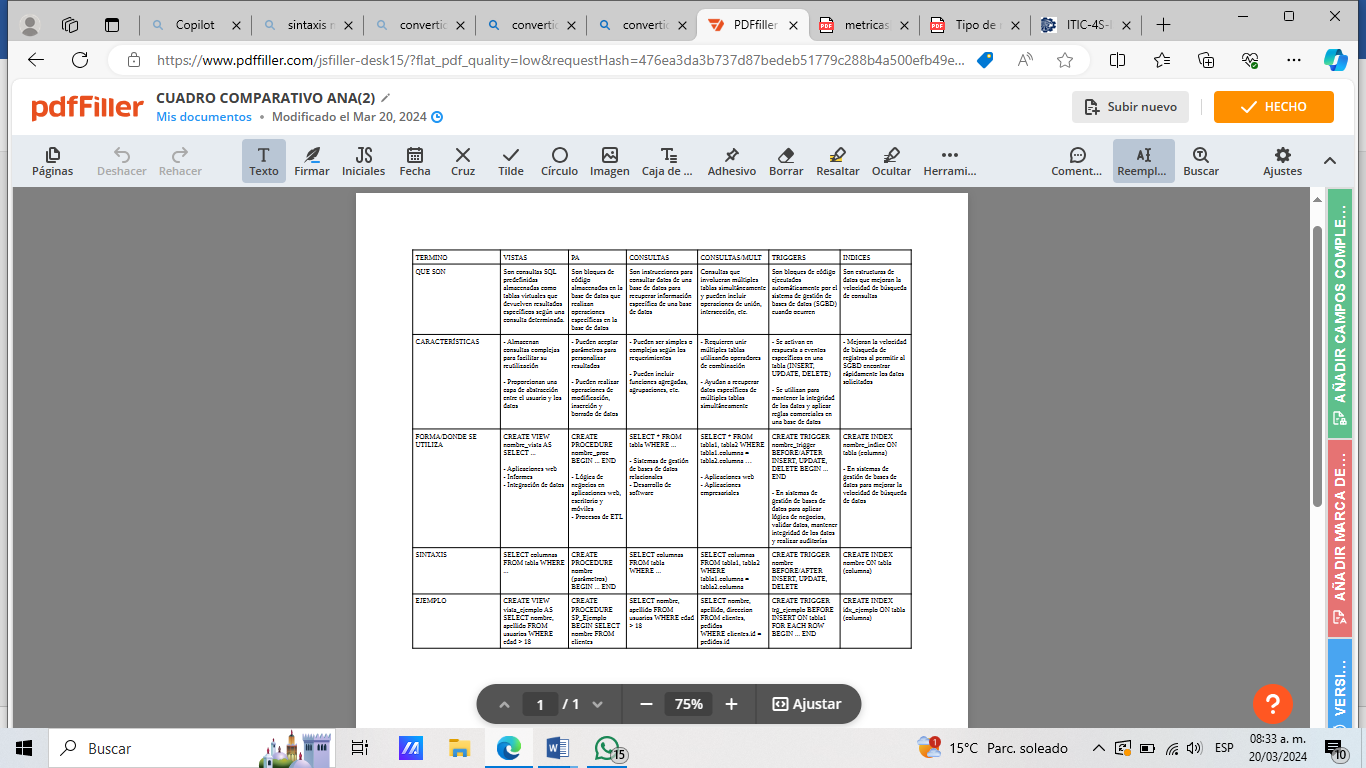 Copilot
sintaxis
convertic
convertic
convertic
PDFfiller
metricas
Tipo de
ITIC-4S-
https://www.pdffiller.com/jsfiller-desk15/?flat_pdf_quality=low&requestHash=476ea3da3b737d87bedeb51779c288b4a500efb49e...
pdfFiller
CUADRO COMPARATIVO ANA(2)
Mis documentos • Modificado el Mar 20, 2024
Subir nuevo
HECHO
Páginas
Deshacer
Rehacer
Texto
Firmar
Iniciales
Fecha
Cruz
Tilde
Círculo
Imagen
Caja de ...
Adhesivo
Borrar
Resaltar
Ocultar
Herrami...
Coment...
Reempl...
Buscar
Ajustes
TERMINO
VISTAS
PA
CONSULTAS
CONSULTAS/MULT
TRIGGERS
INDICES
QUE SON
Son consultas SQL
predefinidas
almacenadas como
tablas virtuales que
devuelven resultados
específicos según una
consulta determinada.
Son bloques de
código
almacenados en la
base de datos que
realizan
operaciones
específicas en la
base de datos
Son instrucciones para
consultar datos de una
base de datos para
recuperar información
específica de una base
de datos
Consultas que
involucran múltiples
tablas simultáneamente
y pueden incluir
operaciones de unión,
intersección, etc.
Son bloques de código
ejecutados
automáticamente por el
sistema de gestión de
bases de datos (SGBD)
cuando ocurren
Son estructuras de
datos que mejoran la
velocidad de búsqueda
de consultas
CARACTERÍSTICAS
- Almacenan
consultas complejas
para facilitar su
reutilización
- Proporcionan una
capa de abstracción
entre el usuario y los
datos
- Pueden aceptar
parámetros para
personalizar
resultados
- Pueden realizar
operaciones de
modificación,
inserción y
borrado de datos
- Pueden ser simples o
complejas según los
requerimientos
- Pueden incluir
funciones agregadas,
agrupaciones, etc.
- Requieren unir
múltiples tablas
utilizando operadores
de combinación
- Ayudan a recuperar
datos específicos de
múltiples tablas
simultáneamente
- Se activan en
respuesta a eventos
específicos en una
tabla (INSERT,
UPDATE, DELETE)
- Se utilizan para
mantener la integridad
de los datos y aplicar
reglas comerciales en
una base de datos
- Mejoran la velocidad
de búsqueda de
registros al permitir al
SGBD encontrar
rápidamente los datos
solicitados
FORMA/DONDE SE
UTILIZA
CREATE VIEW
nombre_vista AS
SELECT ...
- Aplicaciones web
- Informes
- Integración de datos
CREATE
PROCEDURE
nombre_proc
BEGIN ... END
- Lógica de
negocios en
aplicaciones web,
escritorio y
móviles
- Procesos de ETL
SELECT * FROM
tabla WHERE ...
- Sistemas de gestión
de bases de datos
relacionales
- Desarrollo de
software
SELECT * FROM
tabla1, tabla2 WHERE
tabla1.columna =
tabla2.columna ...
- Aplicaciones web
- Aplicaciones
empresariales
CREATE TRIGGER
nombre_trigger
BEFORE/AFTER
INSERT, UPDATE,
DELETE BEGIN ...
END
- En sistemas de
gestión de bases de
datos para aplicar
lógica de negocios,
validar datos, mantener
integridad de los datos
y realizar auditorías
CREATE INDEX
nombre_indice ON
tabla (columna)
- En sistemas de
gestión de bases de
datos para mejorar la
velocidad de búsqueda
de datos
SINTAXIS
SELECT columnas
FROM tabla WHERE
...
CREATE
PROCEDURE
nombre
(parámetros)
BEGIN ... END
SELECT columnas
FROM tabla
WHERE ...
SELECT columnas
FROM tabla1, tabla2
WHERE
tabla1.columna =
tabla2.columna
CREATE TRIGGER
nombre
BEFORE/AFTER
INSERT, UPDATE,
DELETE
CREATE INDEX
nombre ON tabla
(columna)
EJEMPLO
CREATE VIEW
vista_ejemplo AS
SELECT nombre,
apellido FROM
usuarios WHERE
edad > 18
CREATE
PROCEDURE
SP_Ejemplo
BEGIN SELECT
nombre FROM
clientes
SELECT nombre,
apellido FROM
usuarios WHERE edad
> 18
SELECT nombre,
apellido, direccion
FROM clientes,
pedidos
WHERE clientes.id =
pedidos.id
CREATE TRIGGER
trg_ejemplo BEFORE
INSERT ON tabla1
FOR EACH ROW
BEGIN ... END
CREATE INDEX
idx_ejemplo ON tabla
(columna)
AÑADIR CAMPOS COMPLE...
AÑADIR MARCA DE...
VERSI...
1 / 1
75%
Ajustar
?
Buscar
15
1
15°C Parc. soleado
ESP
08:33 a. m.
20/03/2024
10